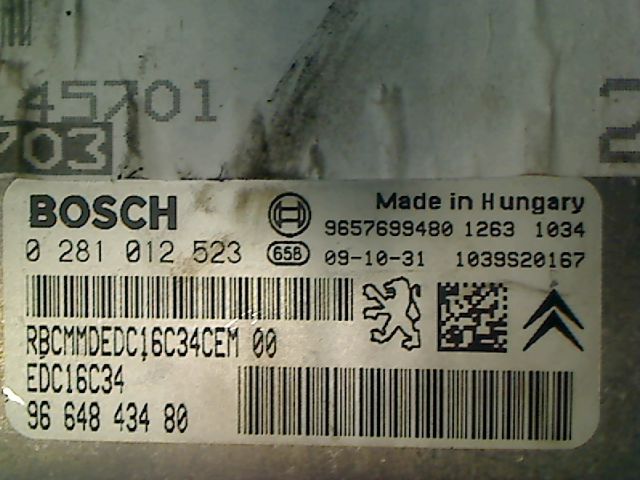 45701
703
BOSCH
Made in Hungary
9657699480 1263 1034
0 281 012 523
658
09-10-31 1039S20167
RBCMMDEDC16C34CEM 00
EDC16C34
96 648 434 80